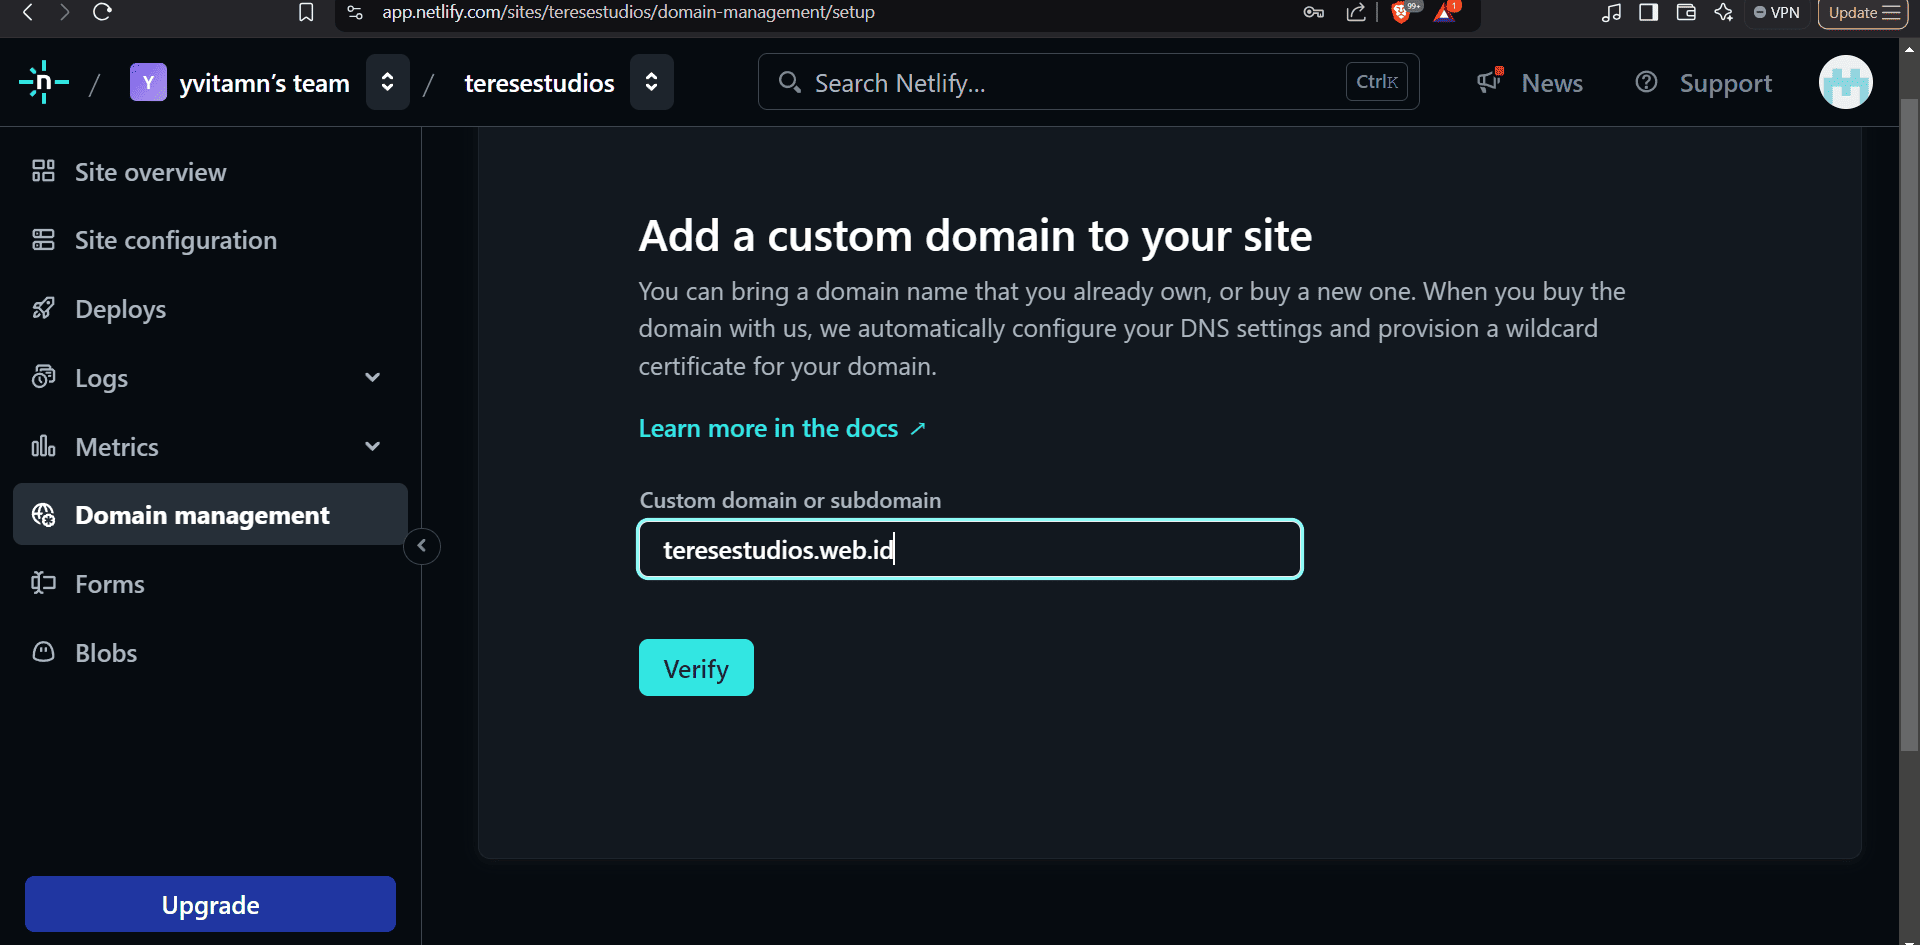 app.netlify.com/sites/teresestudios/domain-management/setup
99+
1
VPN
Update
n
Y
yvitamn’s team
teresestudios
Search Netlify...
CtrlK
News
Support
Site overview
Site configuration
Deploys
Logs
Metrics
Domain management
Forms
Blobs
Upgrade
Add a custom domain to your site
You can bring a domain name that you already own, or buy a new one. When you buy the
domain with us, we automatically configure your DNS settings and provision a wildcard
certificate for your domain.
Learn more in the docs ↗
Custom domain or subdomain
teresestudios.web.id
Verify